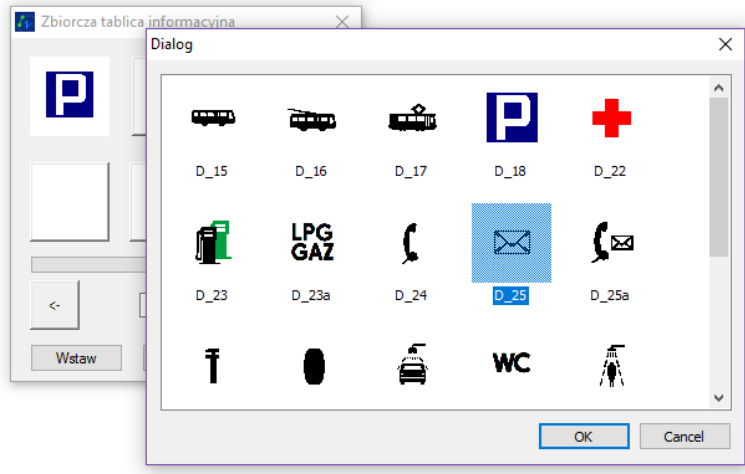 Zbiorcza tablica informacyjna
Dialog
P
P
D_15
D_16
D_17
D_18
D_22
LPG
GAZ
D_23
D_23a
D_24
D_25
D_25a
<-
WC
Wstaw
OK
Cancel